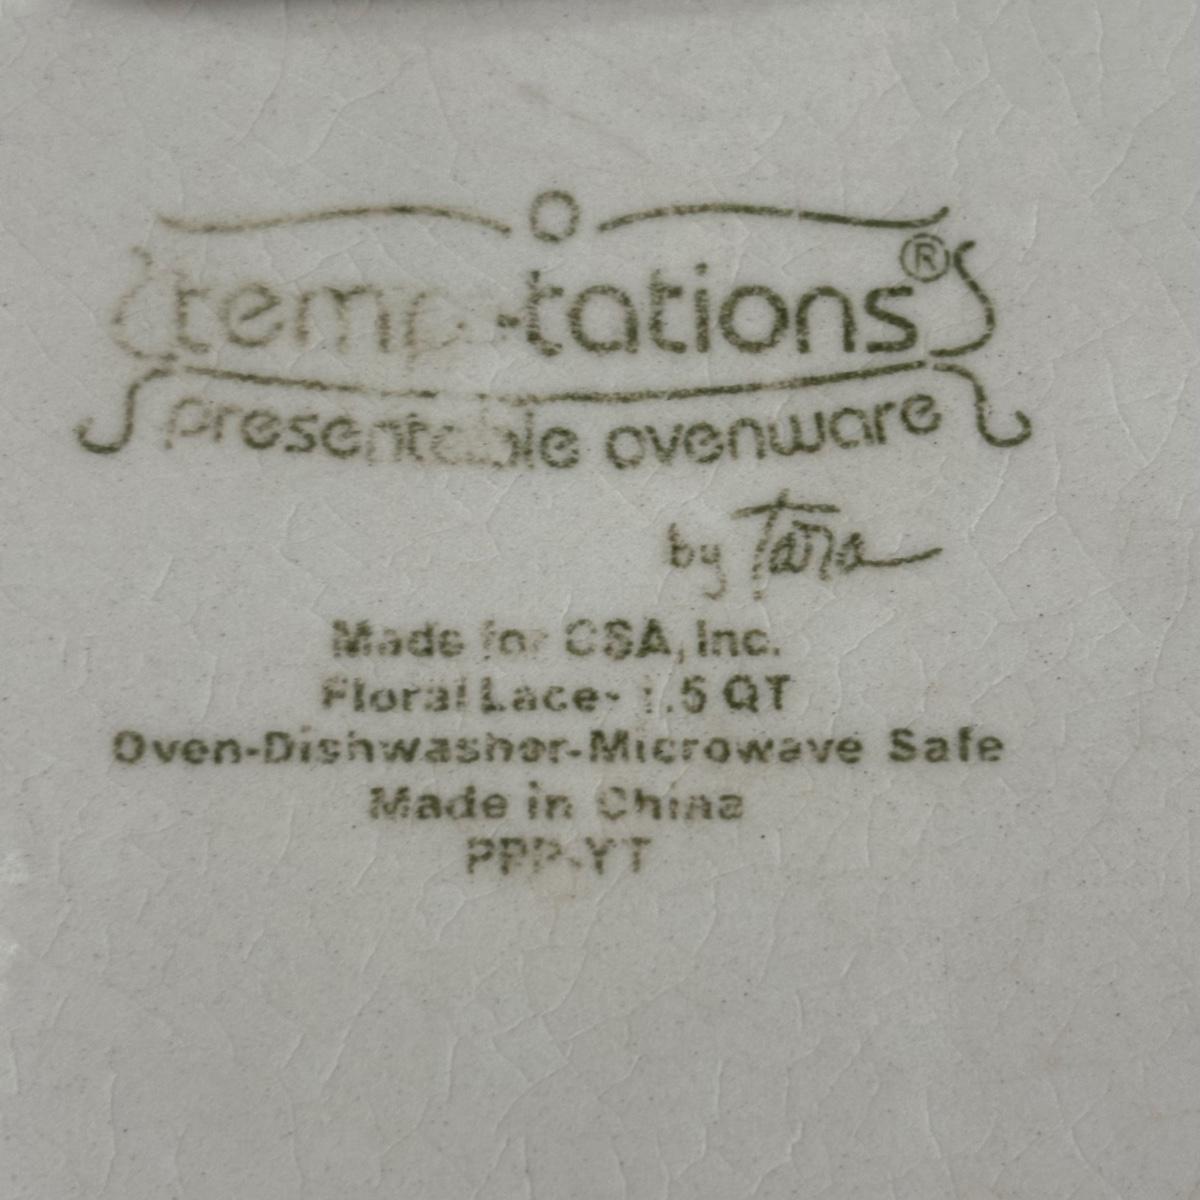 temp-tations®
presentable ovenware
by Tara
Made for CSA, Inc.
Floral Lace- 1.5 QT
Oven-Dishwasher-Microwave Safe
Made in China
PPP-YT